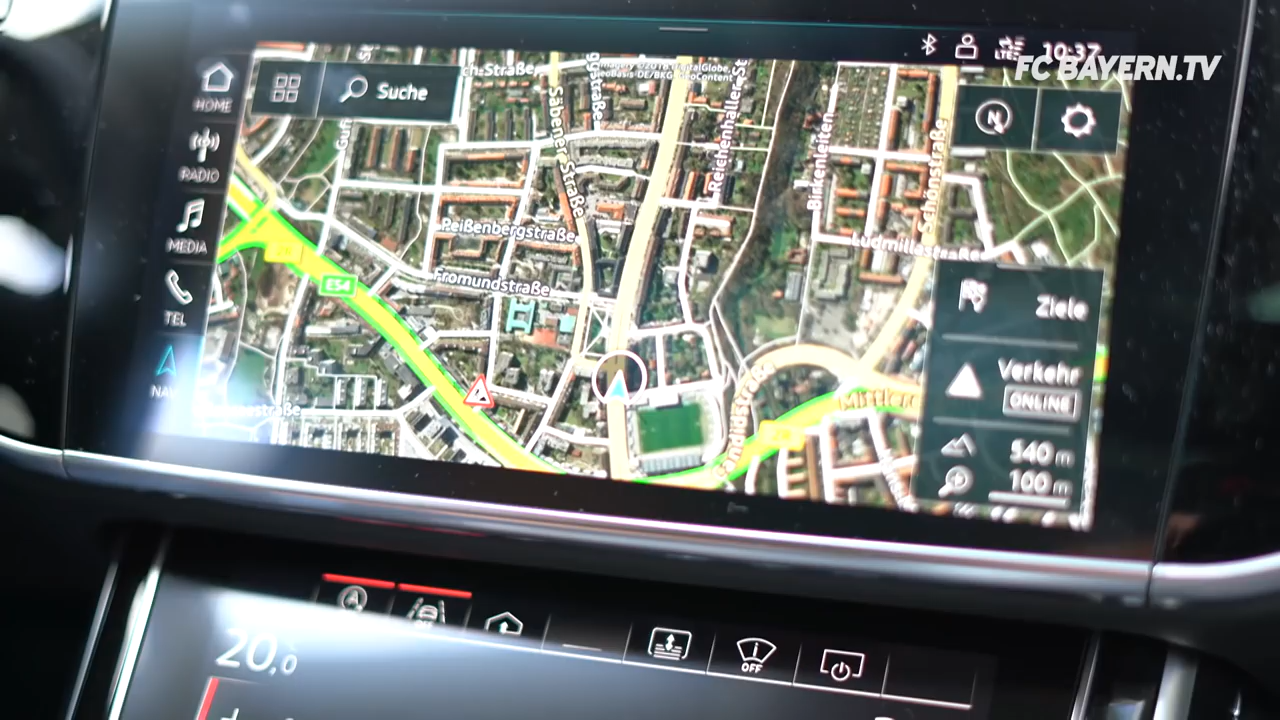 10:37
FC BAYERN.TV
HOME
RADIO
MEDIA
TEL
Suche
Säbener Straße
Reichenhaller-St
Birkenleiten
Schönstraße
Peißenbergstraße
Fromundstraße
E54
Ziele
Verkehr
ONLINE
540 m
100 m
20,0
OFF